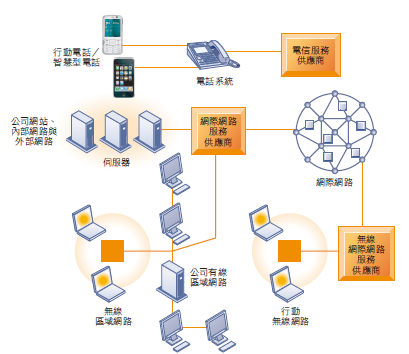 行動電話／
智慧型電話
電話系統
電信服務
供應商
公司網站、
內部網路與
外部網路
伺服器
網際網路
服務
供應商
網際網路
公司有線
區域網路
無線
區域網路
行動
無線網路
無線
網際網路
服務
供應商